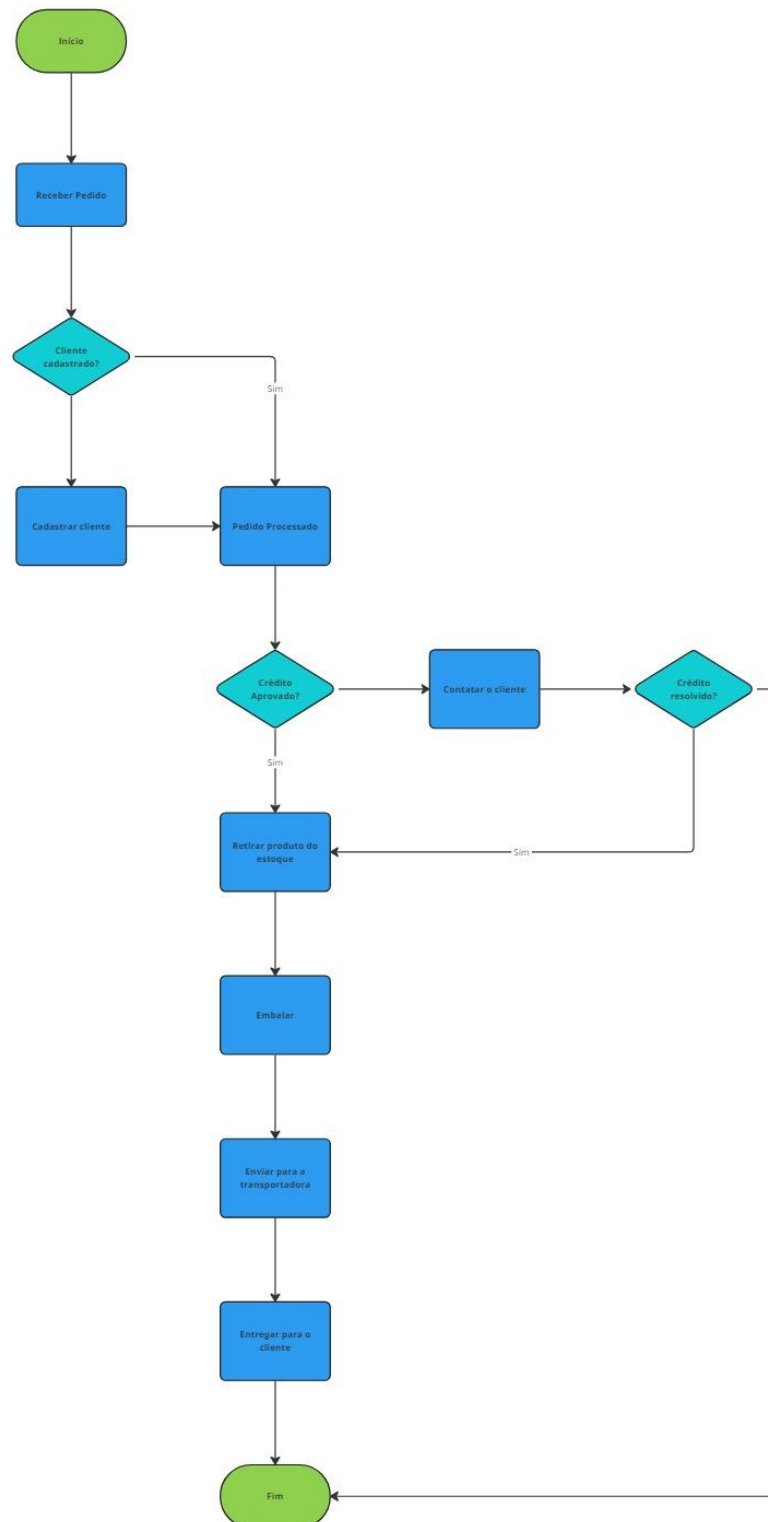 Início
Receber Pedido
Cliente
cadastrado?
Sim
Cadastrar cliente
Pedido Processado
Crédito
Aprovado?
Contatar o cliente
Crédito
resolvido?
Sim
Retirar produto do
estoque
Sim
Embalar
Enviar para a
transportadora
Entregar para o
cliente
Fim